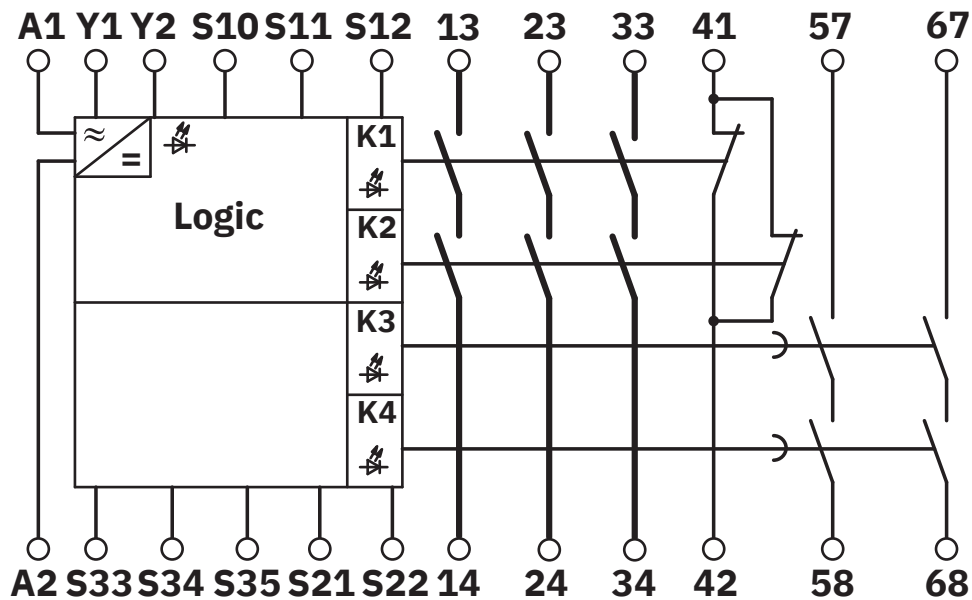 A1 Y1 Y2 S10 S11 S12 13 23 33 41 57 67
≈
=
K1
Logic
K2
K3
K4
A2 S33 S34 S35 S21 S22 14 24 34 42 58 68